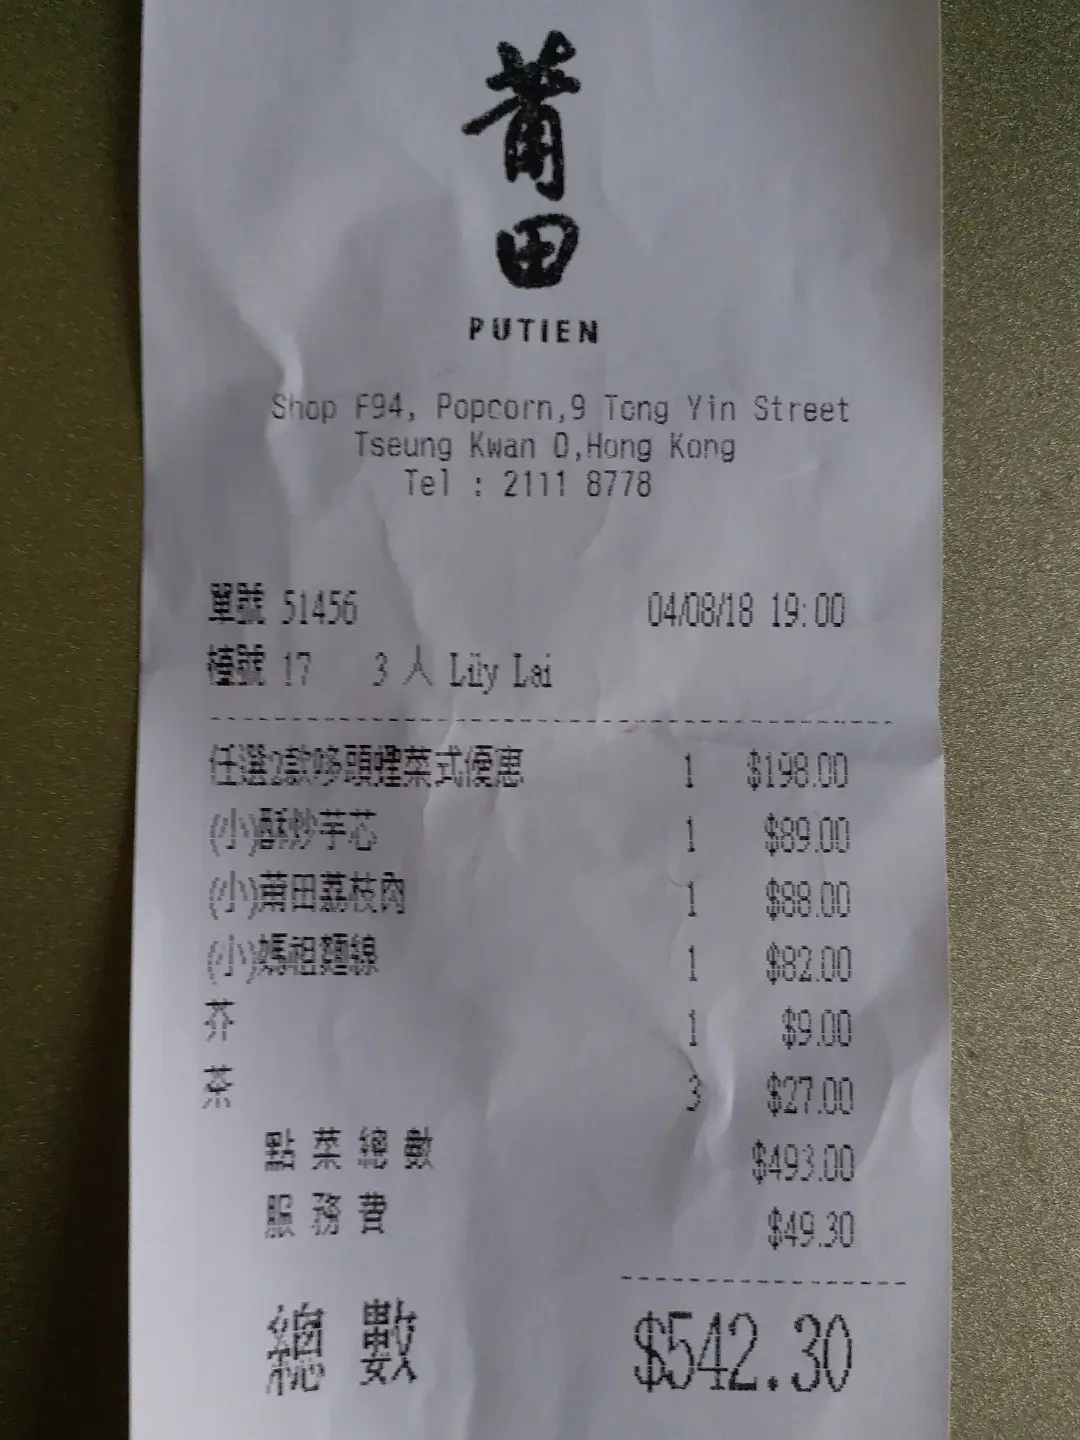 莆
田
PUTIEN
Shop F94, Popcorn,9 Tong Yin Street
Tseung Kwan O,Hong Kong
Tel : 2111 8778
單號 51456 04/08/18 19:00
檯號 17 3 人 Lily Lai
任選2款哆頭蟶菜式優惠 1 $198.00
(小)酥炒芋芯 1 $89.00
(小)莆田荔枝肉 1 $88.00
(小)媽祖麵線 1 $82.00
芥 1 $9.00
茶 3 $27.00
點菜總數 $493.00
服務費 $49.30
總數 $542.30